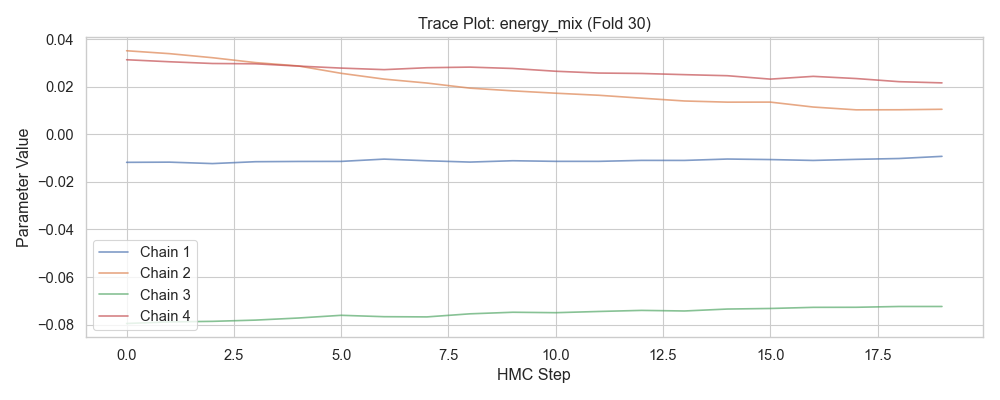 Trace Plot: energy_mix (Fold 30)
Parameter Value
0.04
0.02
0.00
−0.02
−0.04
−0.06
−0.08
Chain 1
Chain 2
Chain 3
Chain 4
0.0 2.5 5.0 7.5 10.0 12.5 15.0 17.5
HMC Step